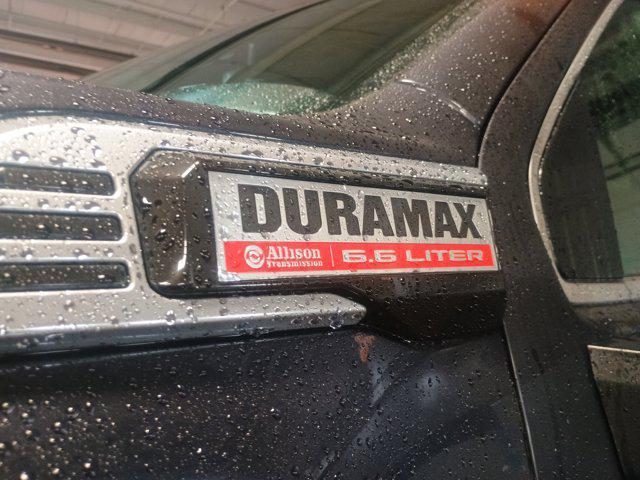 DURAMAX
Allison 6.6 LITER
Transmission